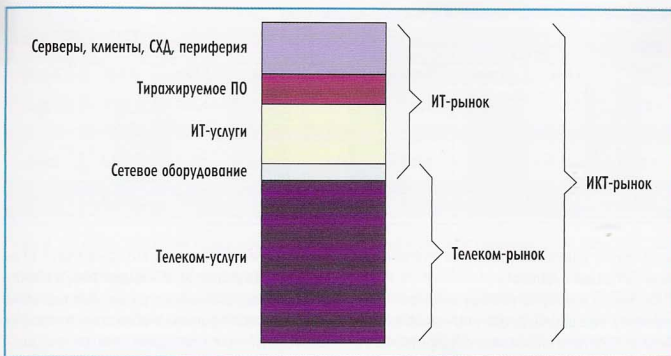 Серверы, клиенты, СХД, периферия
Тиражируемое ПО
ИТ-услуги
Сетевое оборудование
Телеком-услуги
ИТ-рынок
Телеком-рынок
ИКТ-рынок